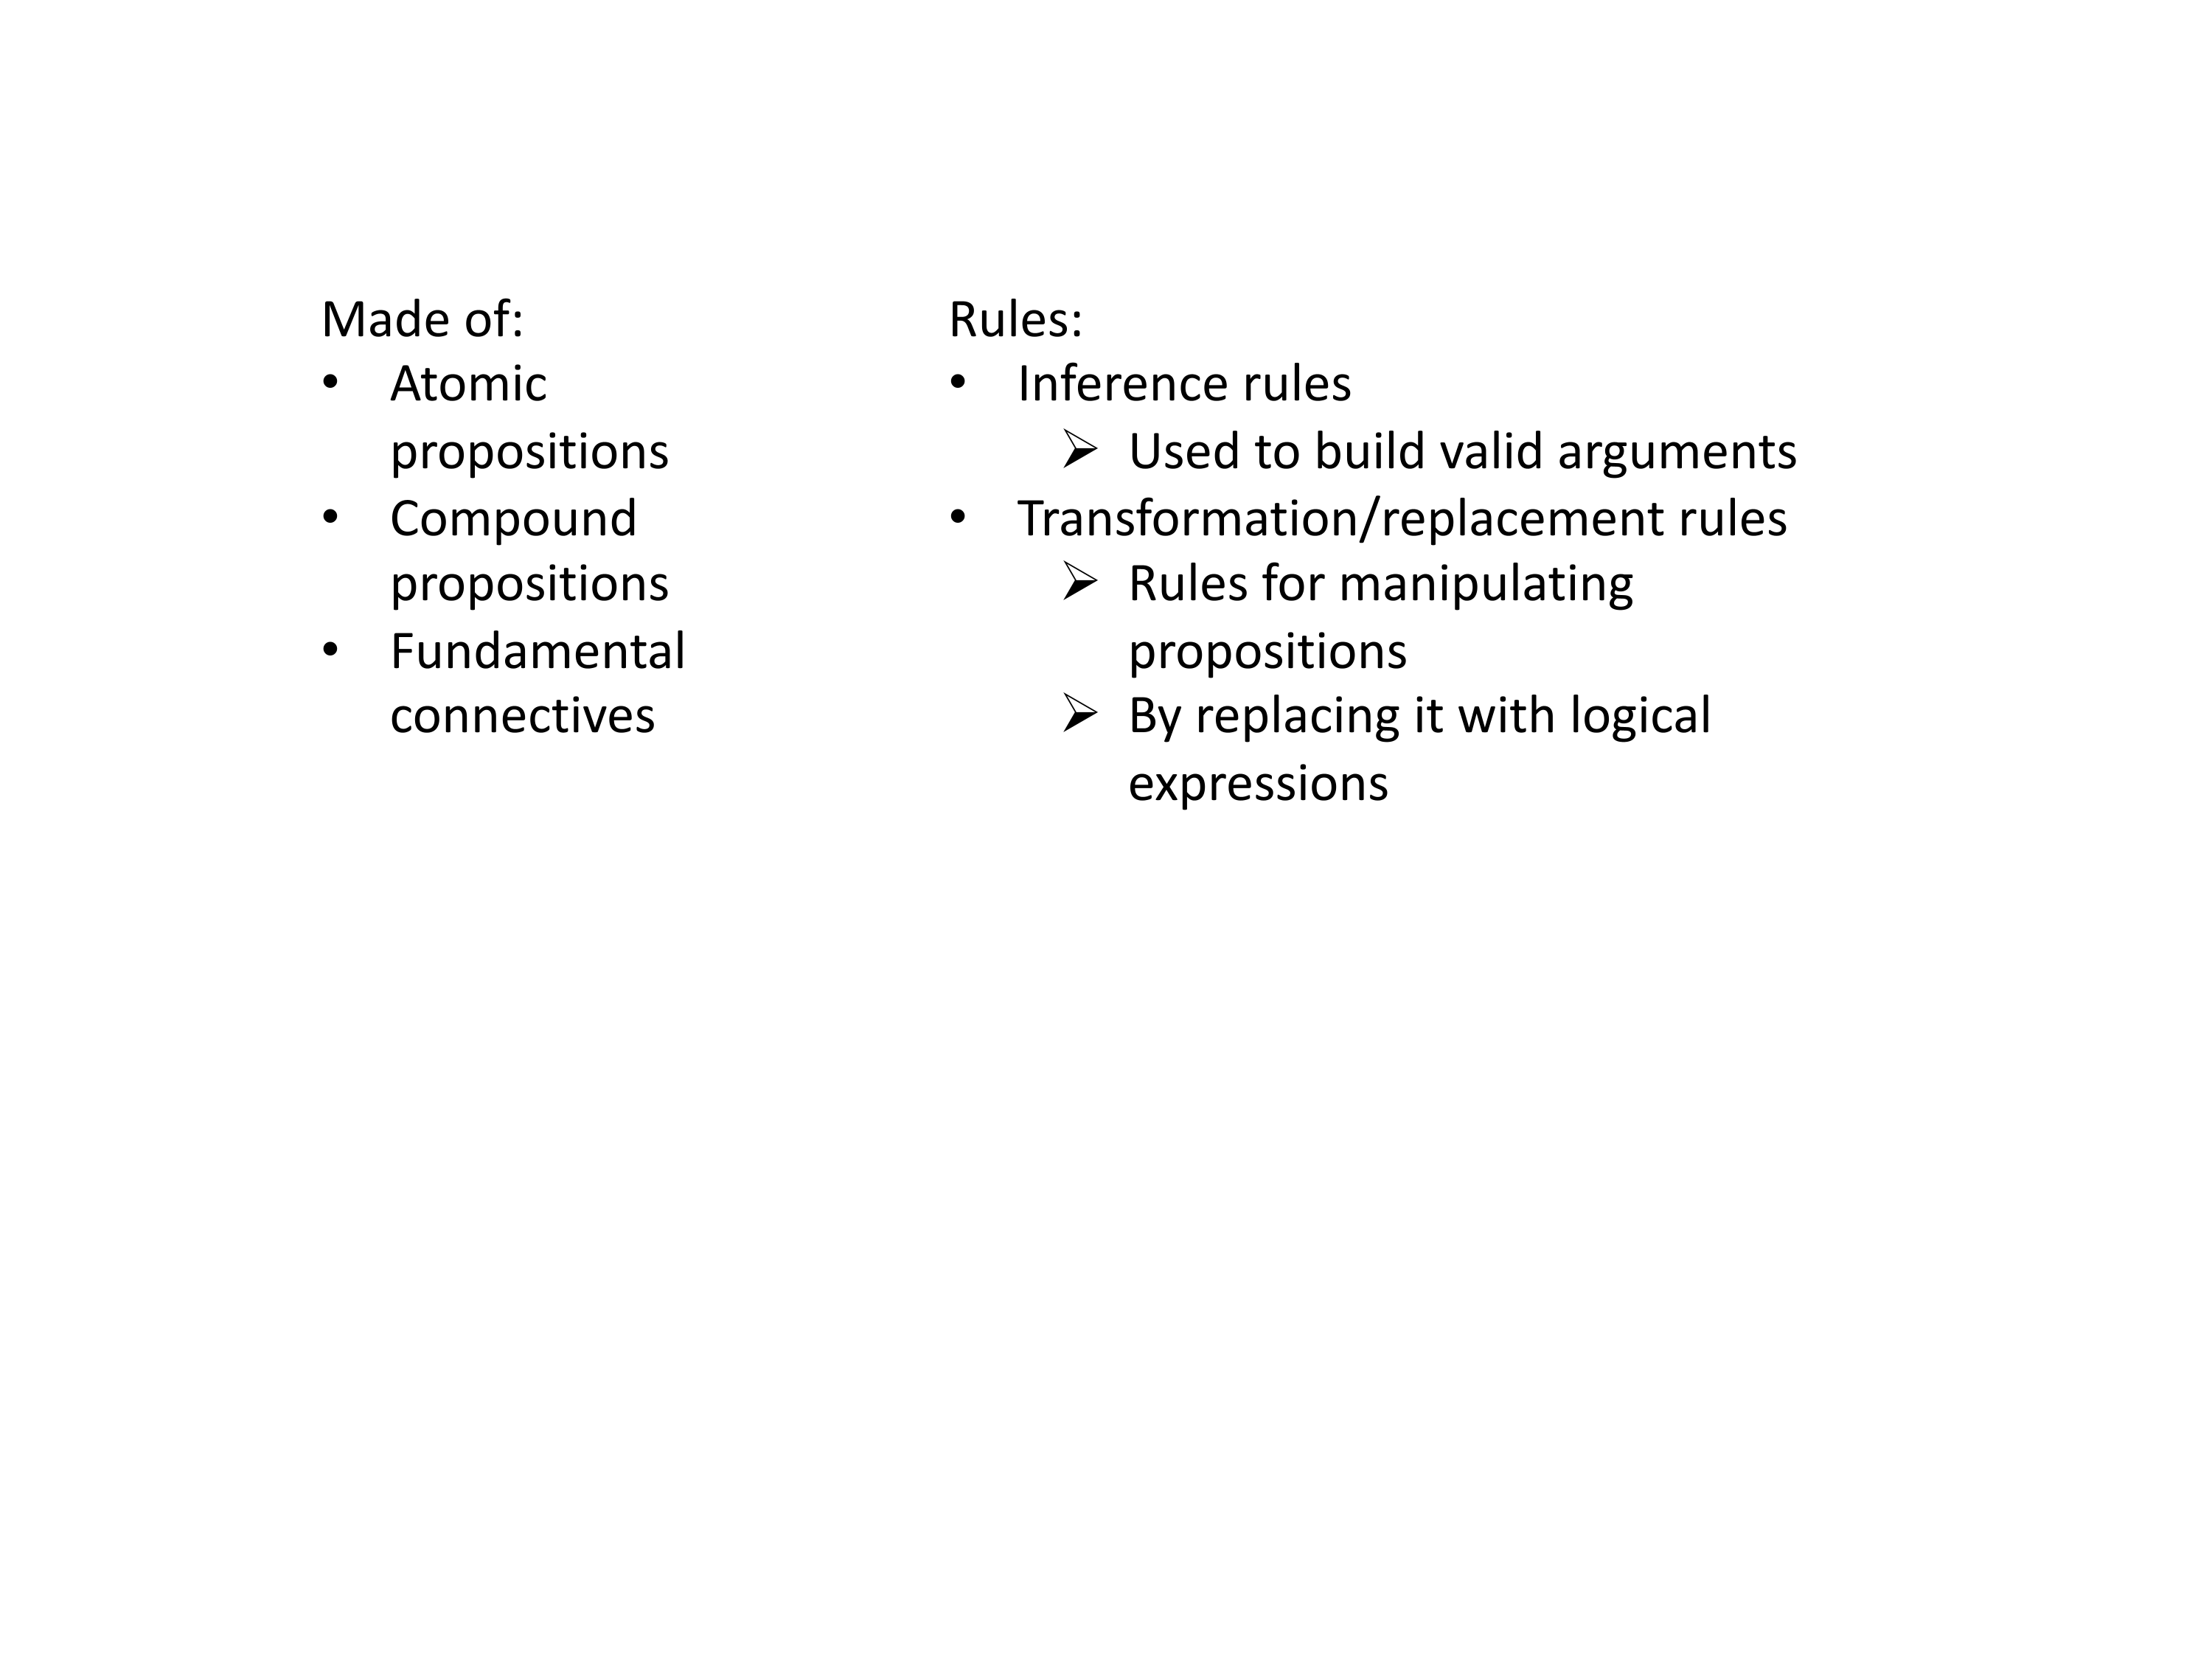 Made of:
• Atomic
propositions
• Compound
propositions
• Fundamental
connectives
Rules:
• Inference rules
➢ Used to build valid arguments
• Transformation/replacement rules
➢ Rules for manipulating
propositions
➢ By replacing it with logical
expressions